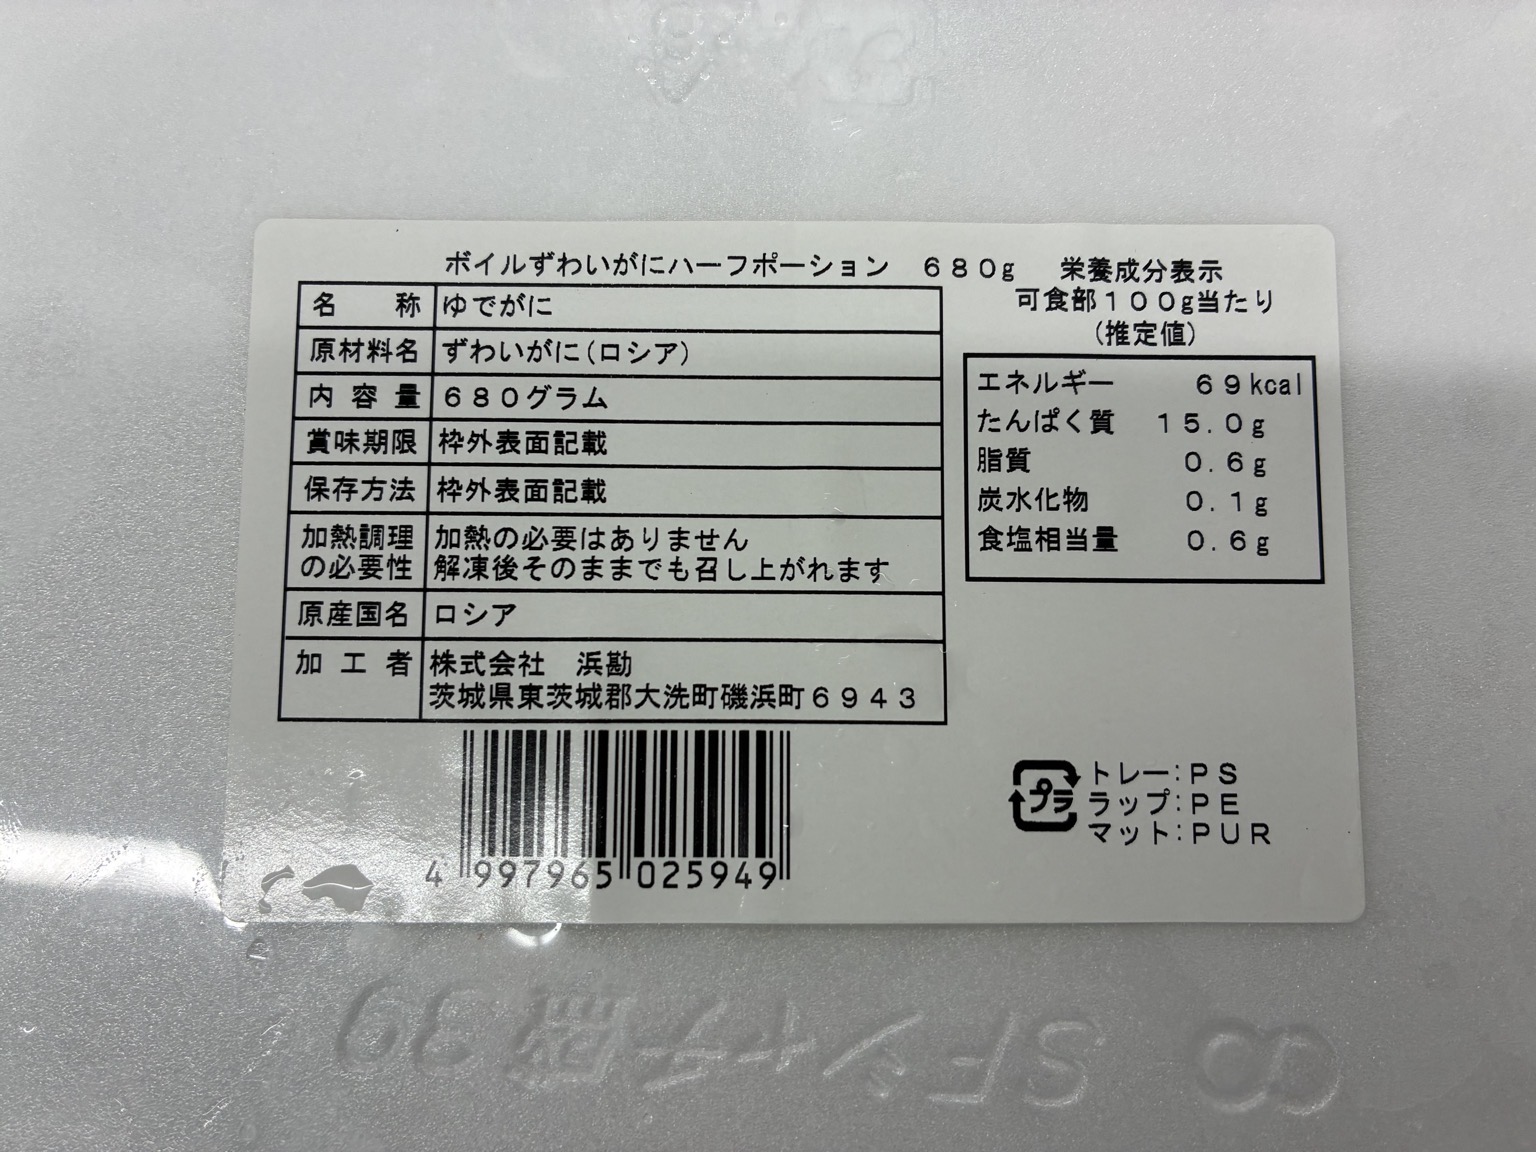 ボイルずわいがにハーフポーション　６８０g
名　　称　ゆでがに
原材料名　ずわいがに(ロシア)
内 容 量　６８０グラム
賞味期限　枠外表面記載
保存方法　枠外表面記載
加熱調理の必要性　加熱の必要はありません
解凍後そのままでも召し上がれます
原産国名　ロシア
加 工 者　株式会社　浜勘
茨城県東茨城郡大洗町磯浜町６９４３
4 997965 025949
栄養成分表示
可食部１００g当たり
(推定値)
エネルギー　６９kcal
たんぱく質　１５.０g
脂質　０.６g
炭水化物　０.１g
食塩相当量　０.６g
プラ
トレー:ＰＳ
ラップ:ＰＥ
マット:ＰＵＲ